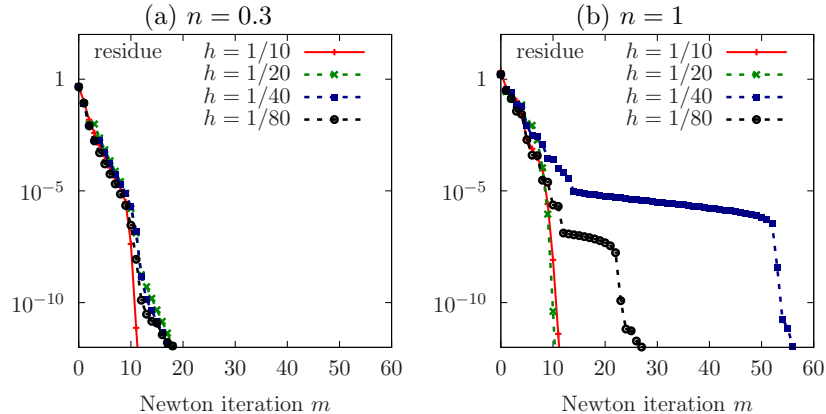 (a) n = 0.3
residue
h = 1/10
h = 1/20
h = 1/40
h = 1/80
1
10^{-5}
10^{-10}
0 10 20 30 40 50 60
Newton iteration m
(b) n = 1
residue
h = 1/10
h = 1/20
h = 1/40
h = 1/80
1
10^{-5}
10^{-10}
0 10 20 30 40 50 60
Newton iteration m